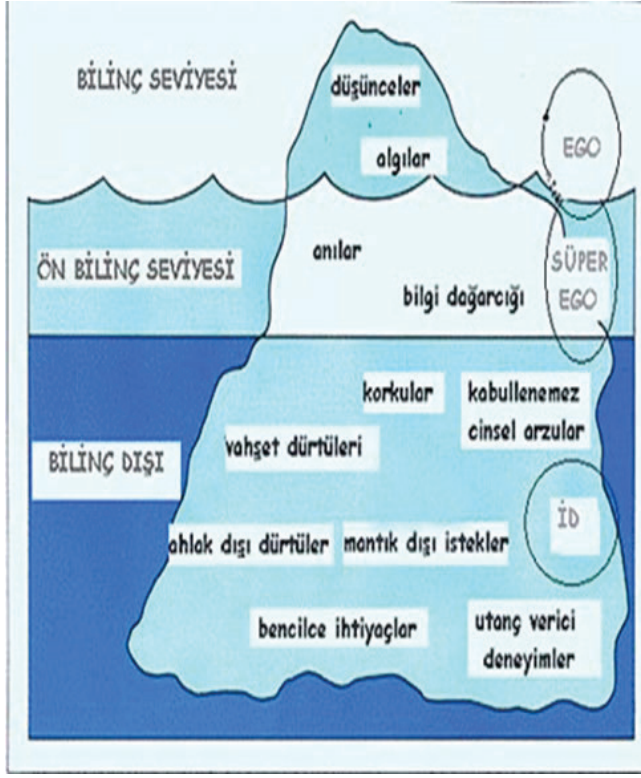 BİLİNÇ SEVİYESİ
düşünceler
algılar
EGO
ÖN BİLİNÇ SEVİYESİ
anılar
bilgi dağarcığı
SÜPER
EGO
korkular
kabullenemez
cinsel arzular
vahşet dürtüleri
BİLİNÇ DIŞI
İD
ahlak dışı dürtüler
mantık dışı istekler
bencilce ihtiyaçlar
utanç verici
deneyimler